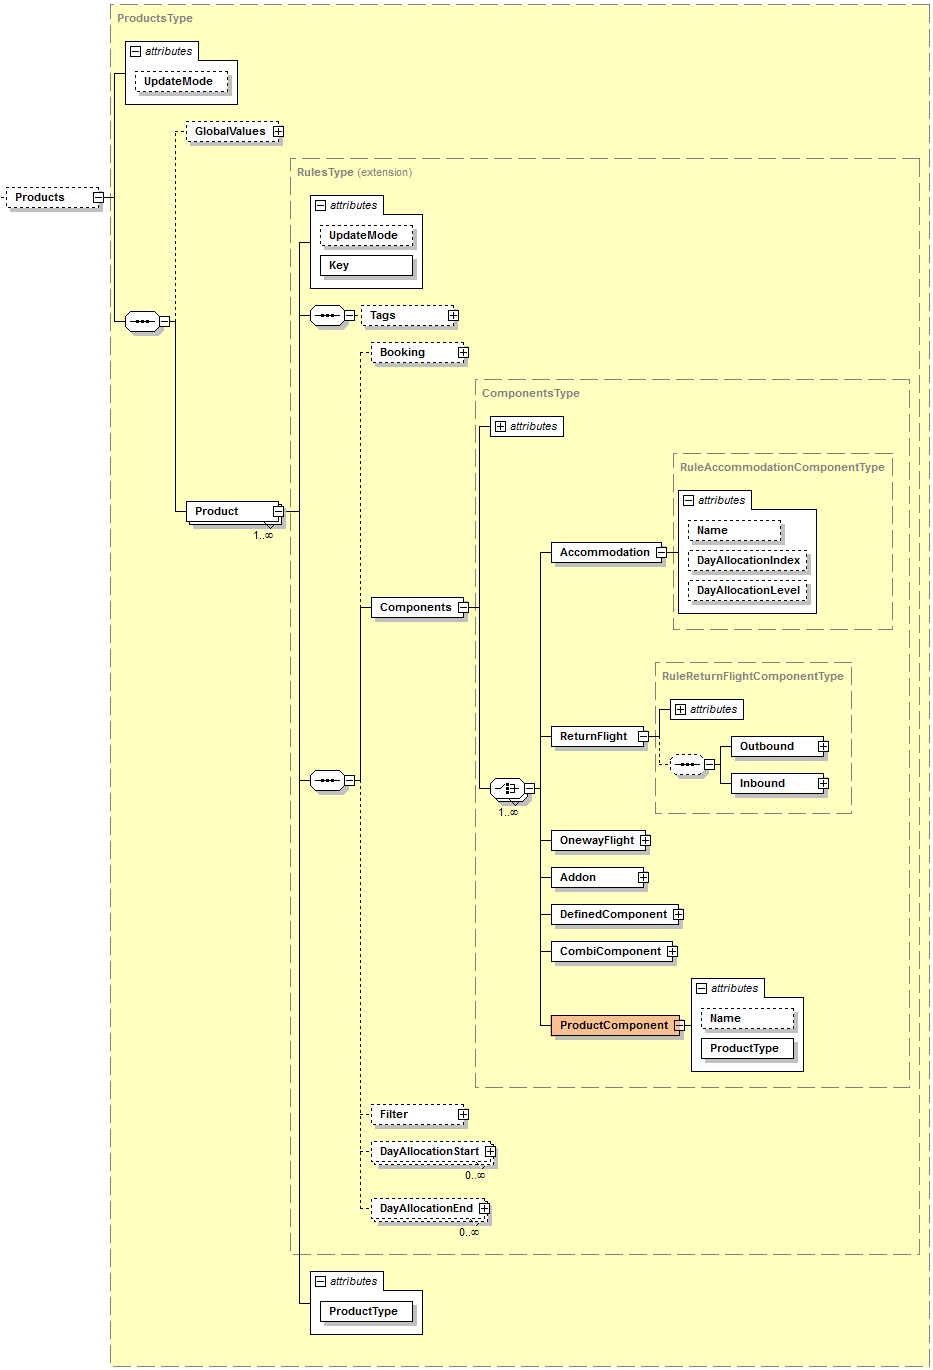 ProductsType
attributes
UpdateMode
GlobalValues
RulesType (extension)
Products
attributes
UpdateMode
Key
Tags
Booking
ComponentsType
attributes
RuleAccommodationComponentType
attributes
Product
1..∞
Name
Accommodation
DayAllocationIndex
DayAllocationLevel
Components
RuleReturnFlightComponentType
attributes
ReturnFlight
Outbound
Inbound
1..∞
OnewayFlight
Addon
DefinedComponent
CombiComponent
attributes
Name
ProductComponent
ProductType
Filter
DayAllocationStart
0..∞
DayAllocationEnd
0..∞
attributes
ProductType